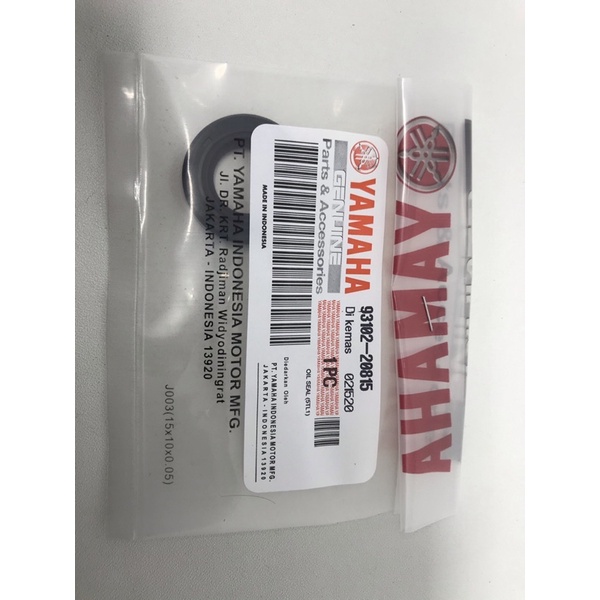 YAMAHA
YAMAHA
GENUINE
Parts & Accessories
MADE IN INDONESIA
93102-20815
Di kemas 021520
1 PC
OIL SEAL (STL1)
Diedarkan Oleh
PT. YAMAHA INDONESIA MOTOR MFG.
JAKARTA - INDONESIA 13920
PT. YAMAHA INDONESIA MOTOR MFG.
Jl. DR. KRT Radjiman Widyodiningrat
JAKARTA - INDONESIA 13920
J003(15x10x0.05)